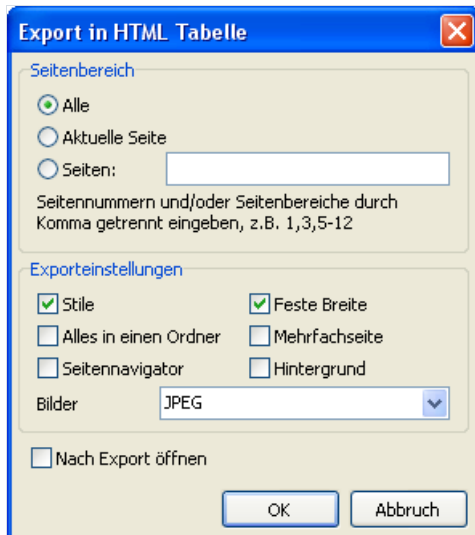 Export in HTML Tabelle
Seitenbereich
Alle
Aktuelle Seite
Seiten:
Seitennummern und/oder Seitenbereiche durch
Komma getrennt eingeben, z.B. 1,3,5-12
Exporteinstellungen
Stile Feste Breite
Alles in einen Ordner Mehrfachseite
Seitennavigator Hintergrund
Bilder JPEG
Nach Export öffnen
OK Abbruch